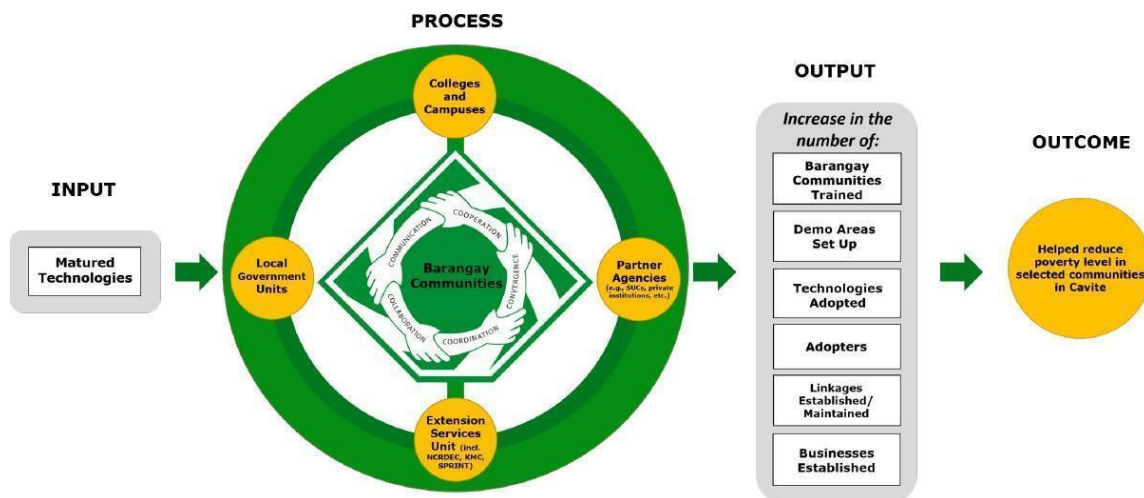 PROCESS
Colleges
and
Campuses
OUTPUT
Increase in the
number of:
Barangay
Communities
Trained
Demo Areas
Set Up
Technologies
Adopted
Adopters
Linkages
Established/
Maintained
Businesses
Established
OUTCOME
Helped reduce
poverty level in
selected communities
in Cavite
INPUT
Matured
Technologies
Local
Government
Units
COMMUNICATION
COOPERATION
CONVERGENCE
COORDINATION
COLLABORATION
Barangay
Communities
Partner
Agencies
(e.g., SUCs, private
institutions, etc.)
Extension
Services
Unit (incl.
NCRDEC, KMC,
SPRINT)